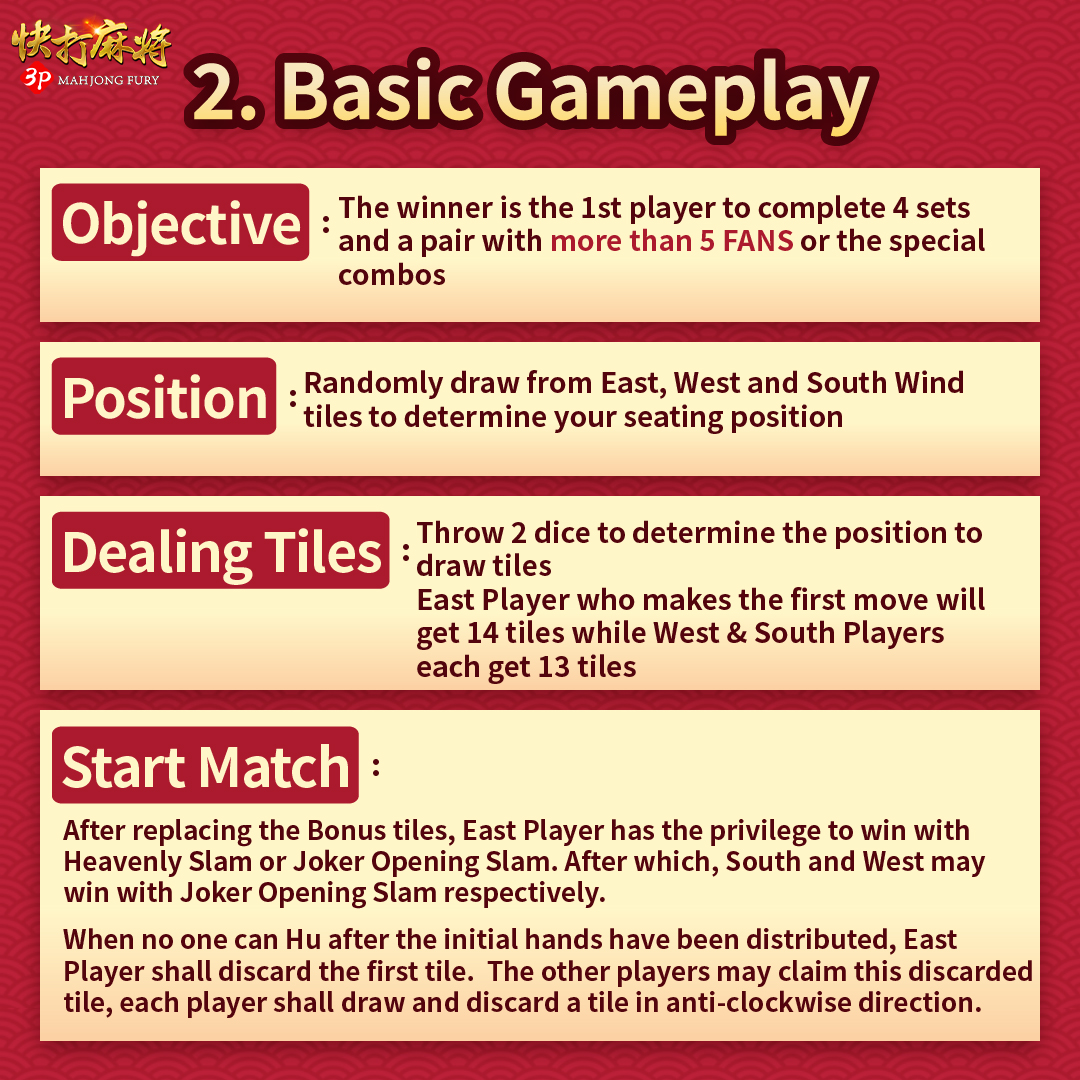 快打麻将
3P MAHJONG FURY
2. Basic Gameplay
Objective :
The winner is the 1st player to complete 4 sets
and a pair with more than 5 FANS or the special
combos
Position :
Randomly draw from East, West and South Wind
tiles to determine your seating position
Dealing Tiles :
Throw 2 dice to determine the position to
draw tiles
East Player who makes the first move will
get 14 tiles while West & South Players
each get 13 tiles
Start Match :
After replacing the Bonus tiles, East Player has the privilege to win with
Heavenly Slam or Joker Opening Slam. After which, South and West may
win with Joker Opening Slam respectively.
When no one can Hu after the initial hands have been distributed, East
Player shall discard the first tile.  The other players may claim this discarded
tile, each player shall draw and discard a tile in anti-clockwise direction.